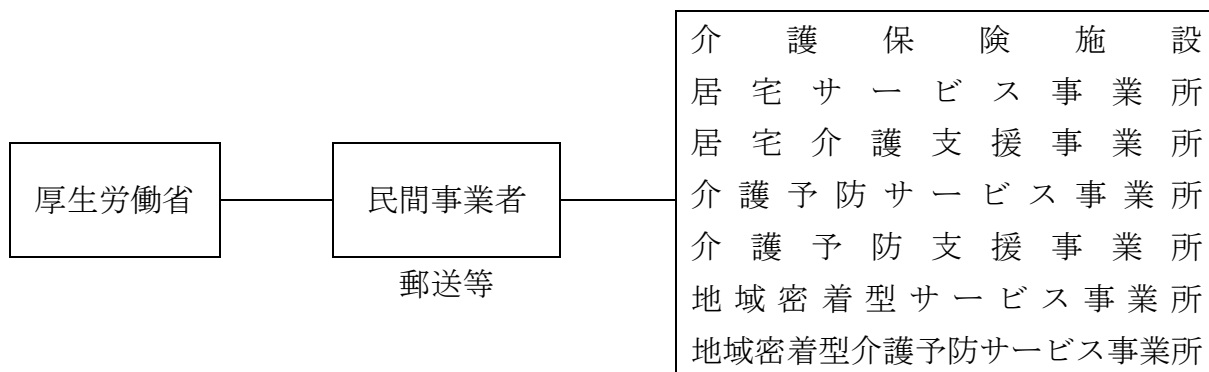 厚生労働省
民間事業者
郵送等
介護保険施設
居宅サービス事業所
居宅介護支援事業所
介護予防サービス事業所
介護予防支援事業所
地域密着型サービス事業所
地域密着型介護予防サービス事業所